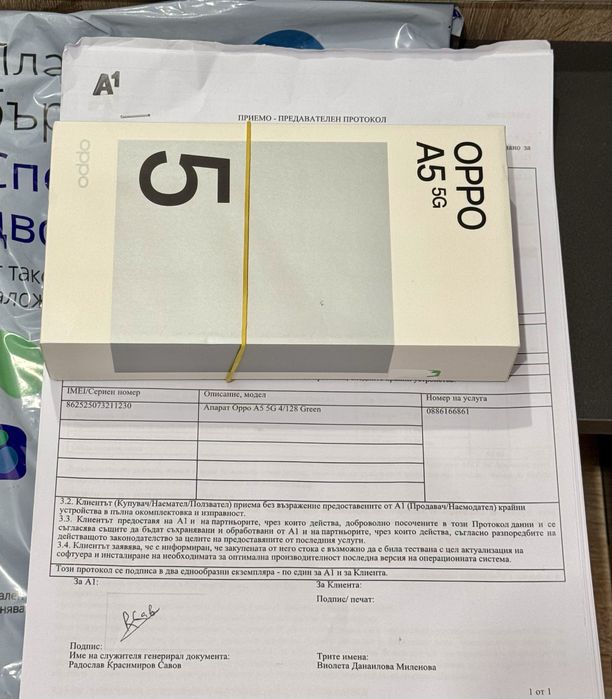 A1
ПРИЕМО - ПРЕДАВАТЕЛЕН ПРОТОКОЛ
за
oppo
5
OPPO
A5 5G
IMEI/Сериен номер Описание, модел Номер на услуга
862525073211230 Апарат Oppo A5 5G 4/128 Green 0886166861
3.2. Клиентът (Купувач/Наемател/Ползвател) приема без възражение предоставените от А1 (Продавач/Наемодател) крайни
устройства в пълна окомплектовка и изправност.
3.3. Клиентът предоставя на А1 и на партньорите, чрез които действа, доброволно посочените в този Протокол данни и се
съгласява същите да бъдат съхранявани и обработвани от А1 и на партньорите, чрез които действа, съгласно разпоредбите на
действащото законодателство за целите на предоставяните от последния услуги.
3.4. Клиентът заявява, че е информиран, че закупената от него стока е възможно да е била тествана с цел актуализация на
софтуера и инсталиране на необходимата за оптимална производителност последна версия на операционната система.
Този протокол се подписа в два еднообразни екземпляра - по един за А1 и за Клиента.
За А1: За Клиента:
Подпис/ печат:
Подпис:
Име на служителя генерирал документа: Трите имена:
Радослав Красимиров Савов Виолета Данаилова Миленова
1 от 1